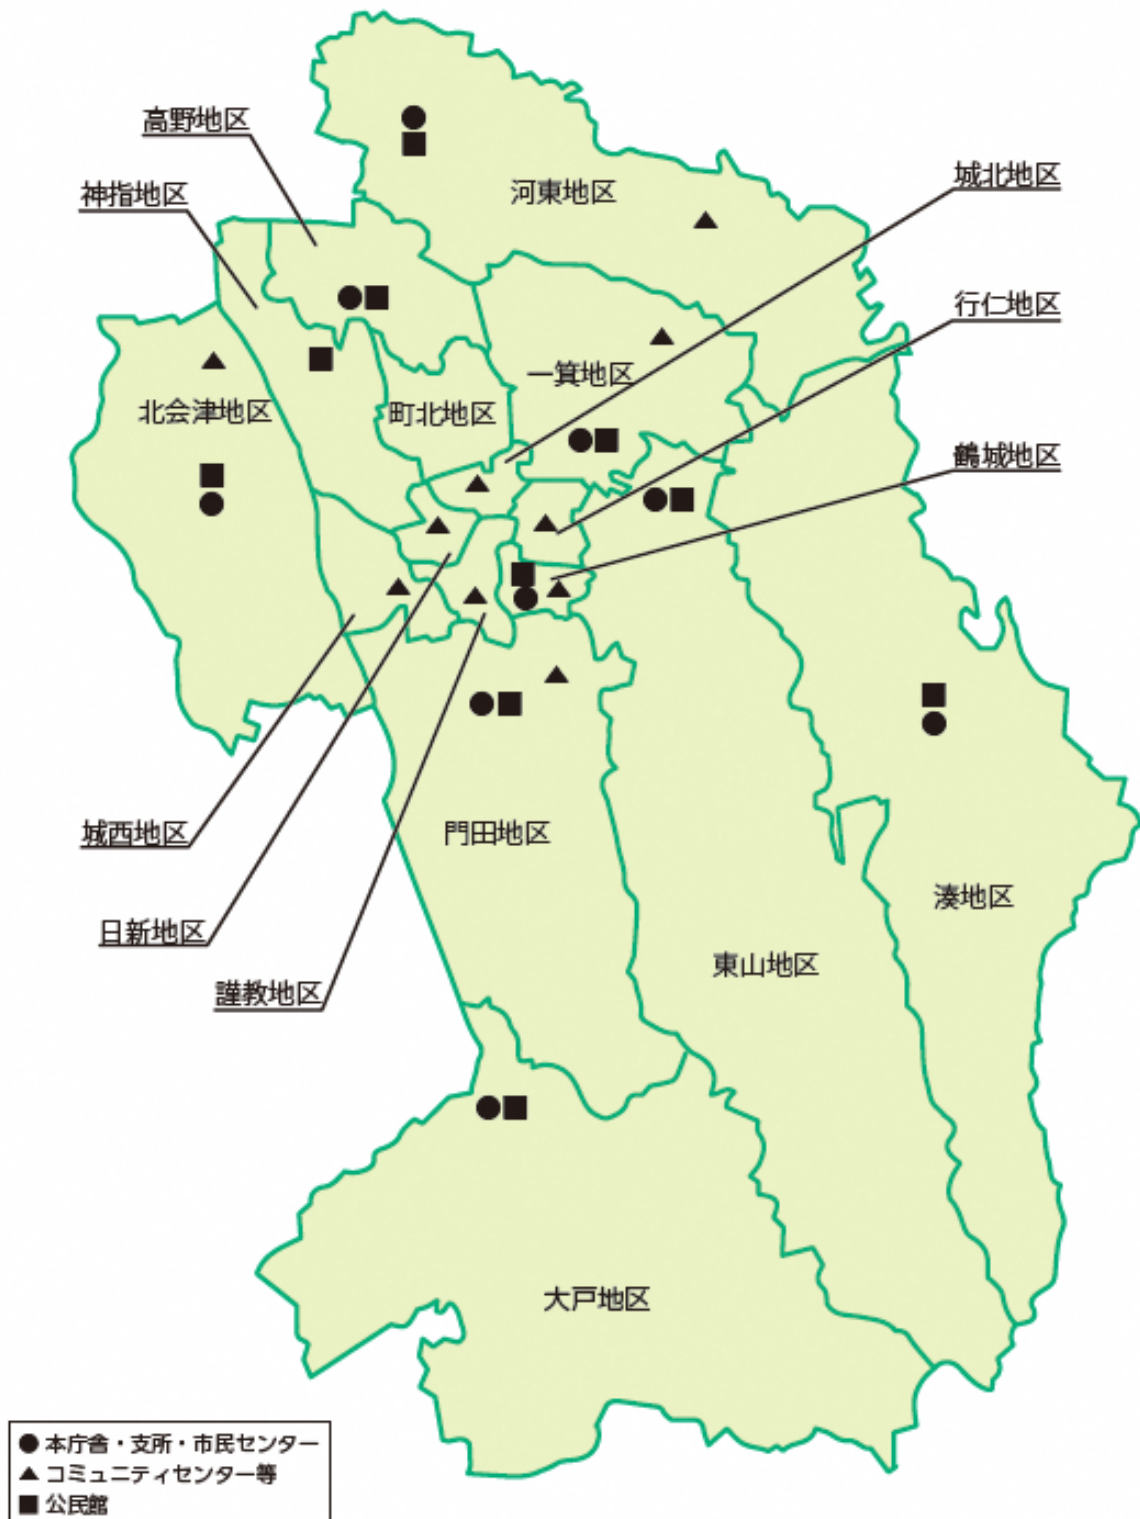 高野地区
神指地区
城北地区
河東地区
行仁地区
一箕地区
北会津地区
町北地区
鶴城地区
城西地区
門田地区
湊地区
日新地区
東山地区
謹教地区
大戸地区
●本庁舎・支所・市民センター
▲コミュニティセンター等
■公民館